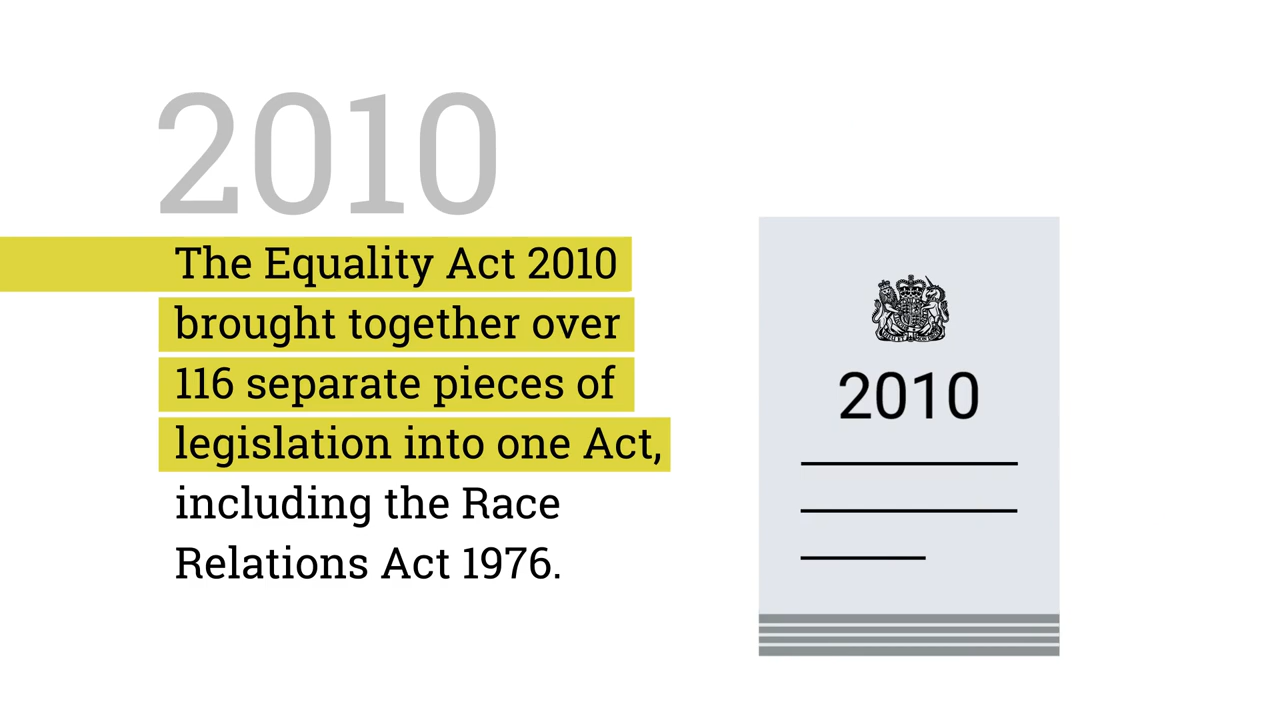 2010
The Equality Act 2010
brought together over
116 separate pieces of
legislation into one Act,
including the Race
Relations Act 1976.
2010